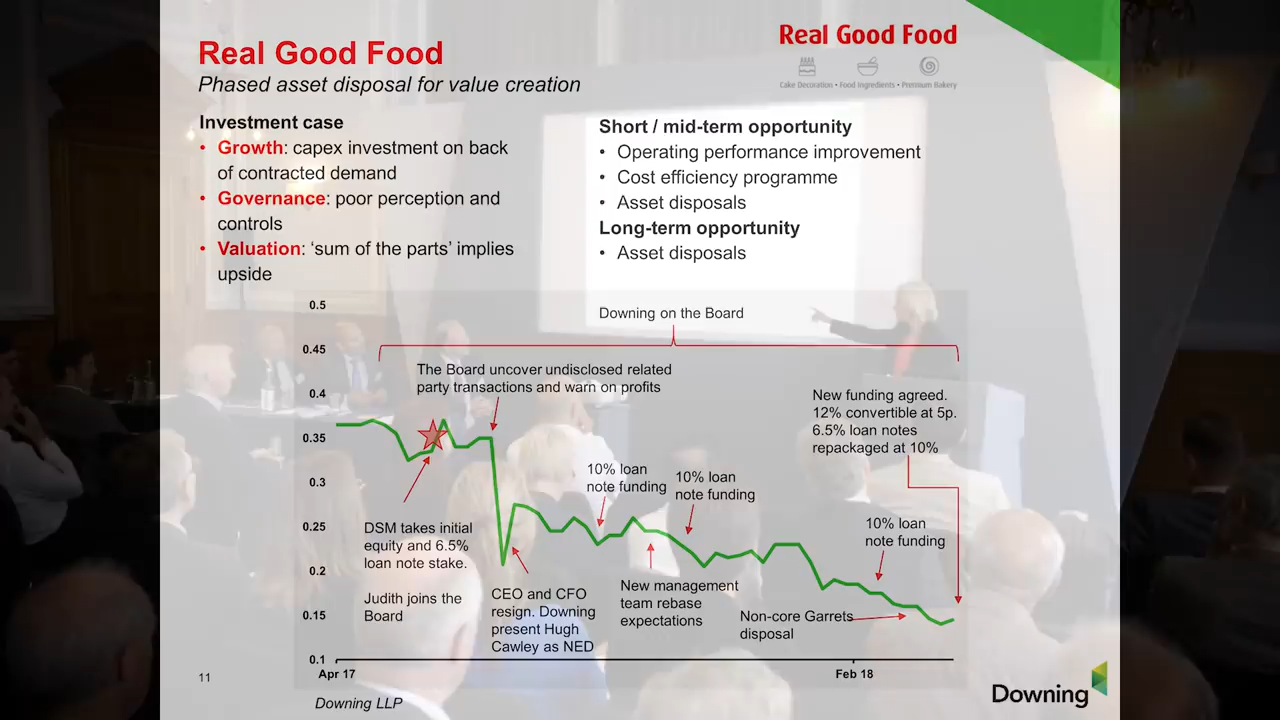 Real Good Food
Phased asset disposal for value creation
Real Good Food
Cake Decoration • Food Ingredients • Premium Bakery
Investment case
• Growth: capex investment on back
of contracted demand
• Governance: poor perception and
controls
• Valuation: ‘sum of the parts’ implies
upside
Short / mid-term opportunity
• Operating performance improvement
• Cost efficiency programme
• Asset disposals
Long-term opportunity
• Asset disposals
0.5
0.45
0.4
0.35
0.3
0.25
0.2
0.15
0.1
Downing on the Board
The Board uncover undisclosed related
party transactions and warn on profits
New funding agreed.
12% convertible at 5p.
6.5% loan notes
repackaged at 10%
10% loan
note funding
10% loan
note funding
10% loan
note funding
DSM takes initial
equity and 6.5%
loan note stake.
Judith joins the
Board
CEO and CFO
resign. Downing
present Hugh
Cawley as NED
New management
team rebase
expectations
Non-core Garrets
disposal
Apr 17
Feb 18
11
Downing LLP
Downing